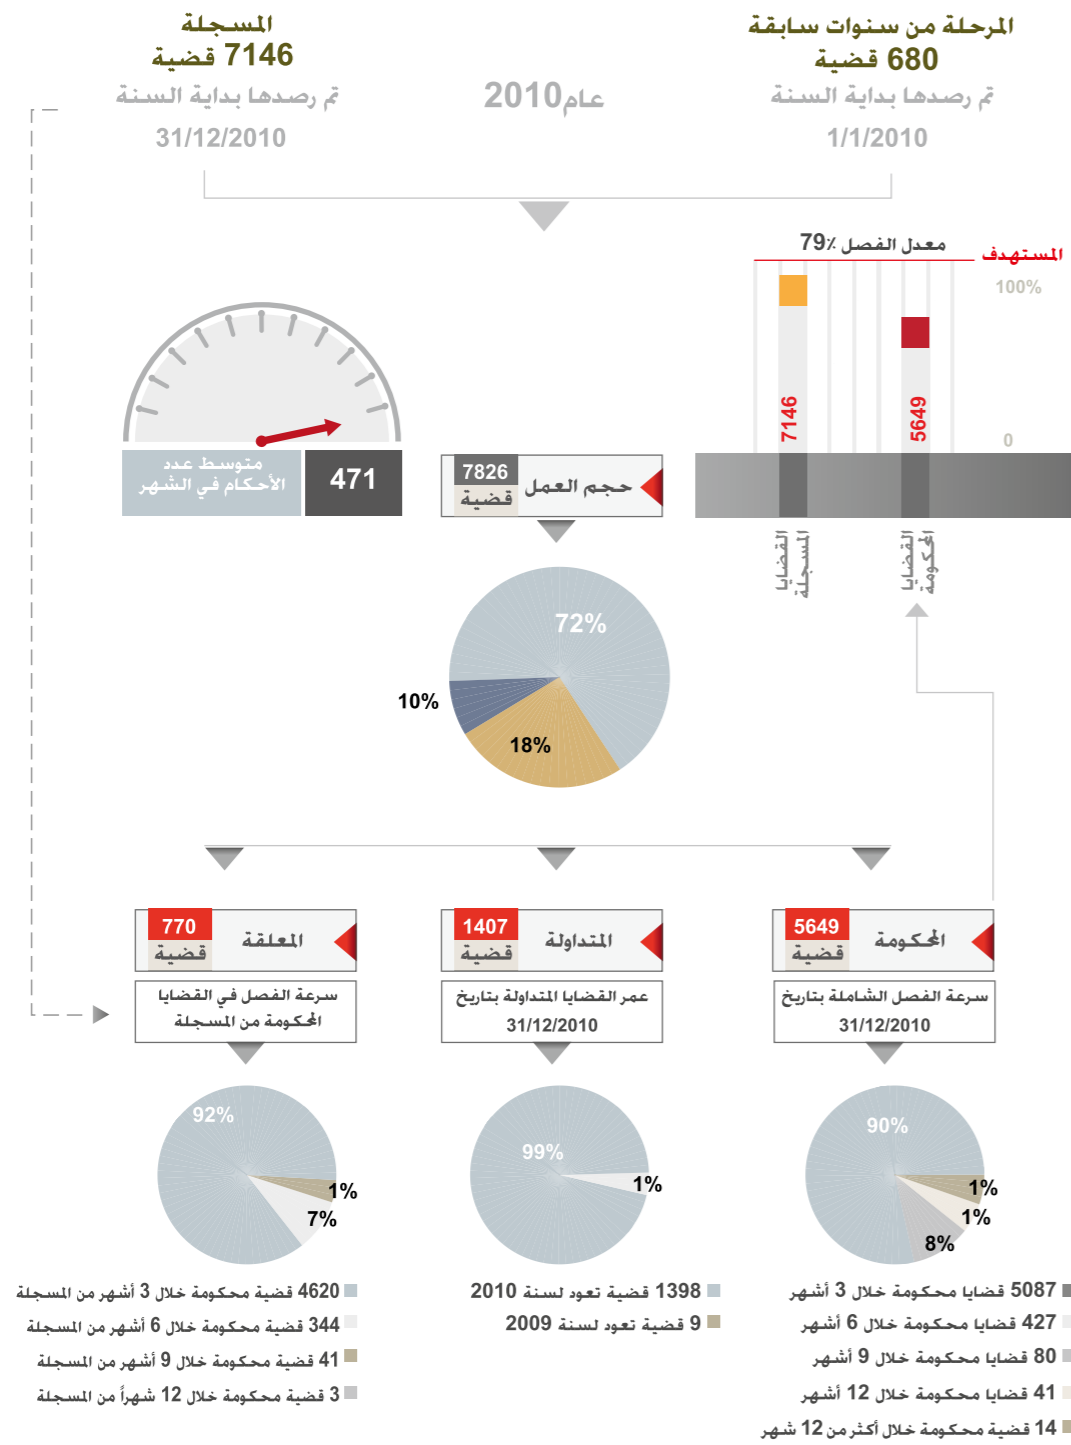 المرحلة من سنوات سابقة
680 قضية
تم رصدها بداية السنة
1/1/2010
عام2010
المسجلة
7146 قضية
تم رصدها بداية السنة
31/12/2010
معدل الفصل 79٪
المستهدف
100%
0
5649
7146
القضايا
المحكومة
القضايا
المسجلة
متوسط عدد
الأحكام في الشهر
471
حجم العمل
7826
قضية
72%
10%
18%
المحكومة
5649
قضية
سرعة الفصل الشاملة بتاريخ
31/12/2010
90%
1%
1%
8%
5087 قضايا محكومة خلال 3 أشهر
427 قضايا محكومة خلال 6 أشهر
80 قضايا محكومة خلال 9 أشهر
41 قضايا محكومة خلال 12 أشهر
14 قضية محكومة خلال أكثر من 12 شهر
المتداولة
1407
قضية
عمر القضايا المتداولة بتاريخ
31/12/2010
99%
1%
1398 قضية تعود لسنة 2010
9 قضية تعود لسنة 2009
المعلقة
770
قضية
سرعة الفصل في القضايا
المحكومة من المسجلة
92%
1%
7%
4620 قضية محكومة خلال 3 أشهر من المسجلة
344 قضية محكومة خلال 6 أشهر من المسجلة
41 قضية محكومة خلال 9 أشهر من المسجلة
3 قضية محكومة خلال 12 شهراً من المسجلة